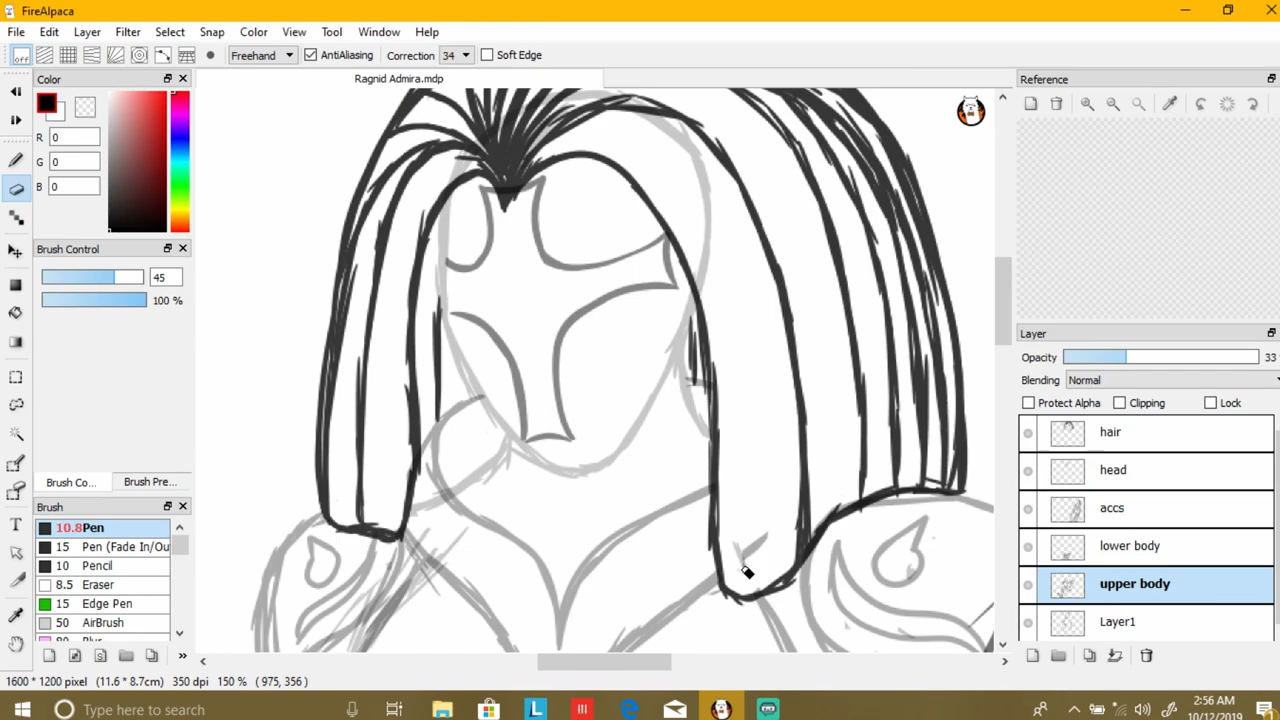 FireAlpaca
File Edit Layer Filter Select Snap Color View Tool Window Help
off Freehand AntiAliasing Correction 34 Soft Edge
Color
Ragnid Admira.mdp
Reference
R 0
G 0
B 0
Brush Control
45
100 %
Brush Co... Brush Pre...
Brush
10.8 Pen
15 Pen (Fade In/Ou
10 Pencil
8.5 Eraser
15 Edge Pen
50 AirBrush
80 Blur
Layer
Opacity 33
Blending Normal
Protect Alpha Clipping Lock
hair
head
accs
lower body
upper body
Layer1
1600 * 1200 pixel (11.6 * 8.7cm) 350 dpi 150 % ( 975, 356 )
Type here to search
L
2:56 AM
10/12/2019